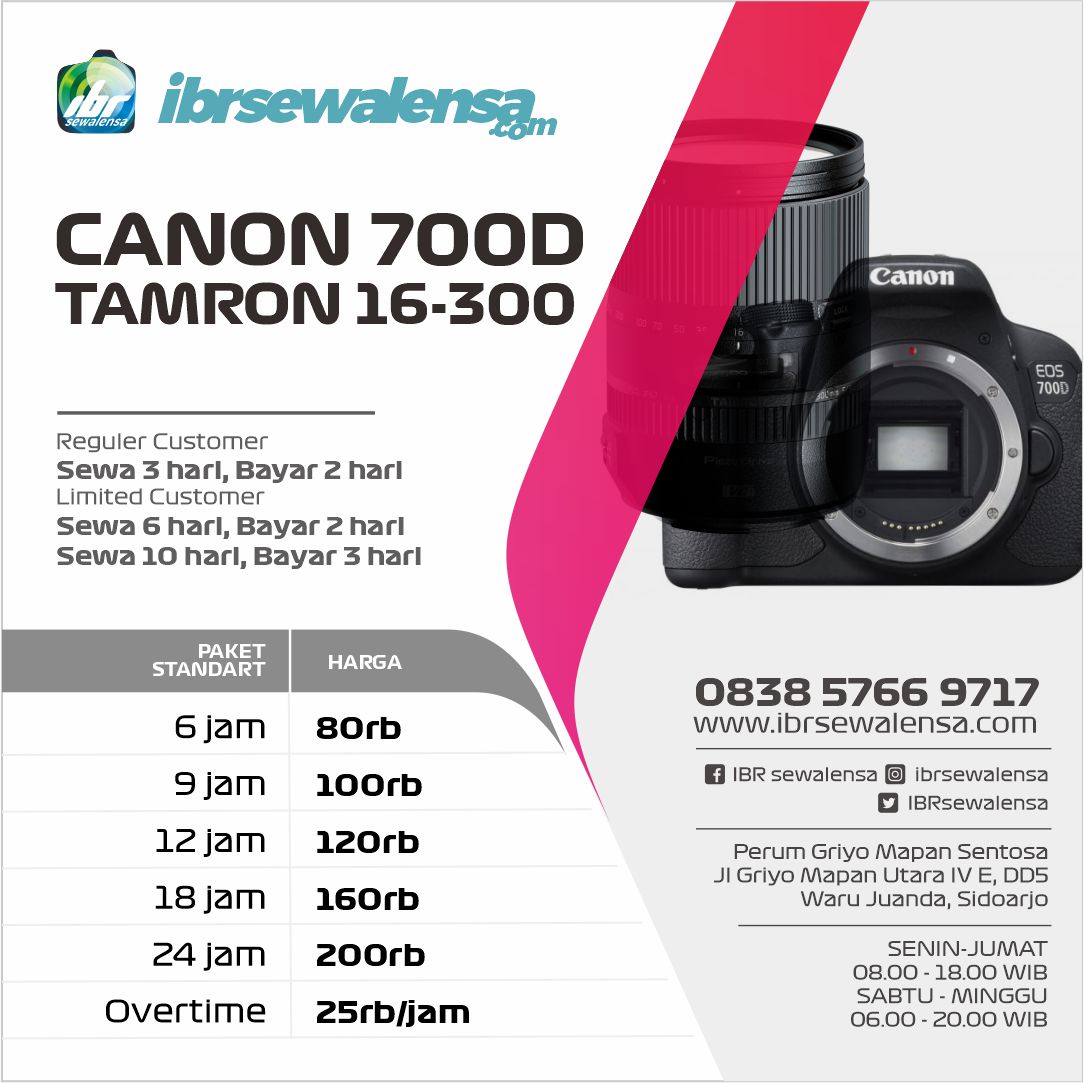 ibr
sewalensa
ibrsewalensa
.com
CANON 700D
TAMRON 16-300
Canon
EOS
700D
Reguler Customer
Sewa 3 hari, Bayar 2 hari
Limited Customer
Sewa 6 hari, Bayar 2 hari
Sewa 10 hari, Bayar 3 hari
PAKET
STANDART
HARGA
6 jam 80rb
9 jam 100rb
12 jam 120rb
18 jam 160rb
24 jam 200rb
Overtime 25rb/jam
0838 5766 9717
www.ibrsewalensa.com
IBR sewalensa ibrsewalensa
IBRsewalensa
Perum Griyo Mapan Sentosa
Jl Griyo Mapan Utara IV E, DD5
Waru Juanda, Sidoarjo
SENIN-JUMAT
08.00 - 18.00 WIB
SABTU - MINGGU
06.00 - 20.00 WIB